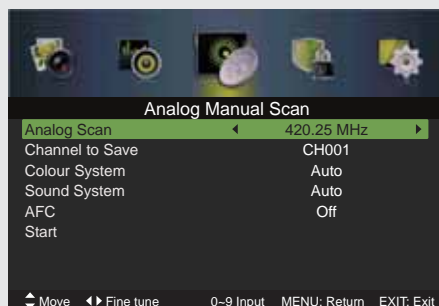 Analog Manual Scan
Analog Scan 420.25 MHz
Channel to Save CH001
Colour System Auto
Sound System Auto
AFC Off
Start
Move Fine tune 0~9 Input MENU: Return EXIT: Exit